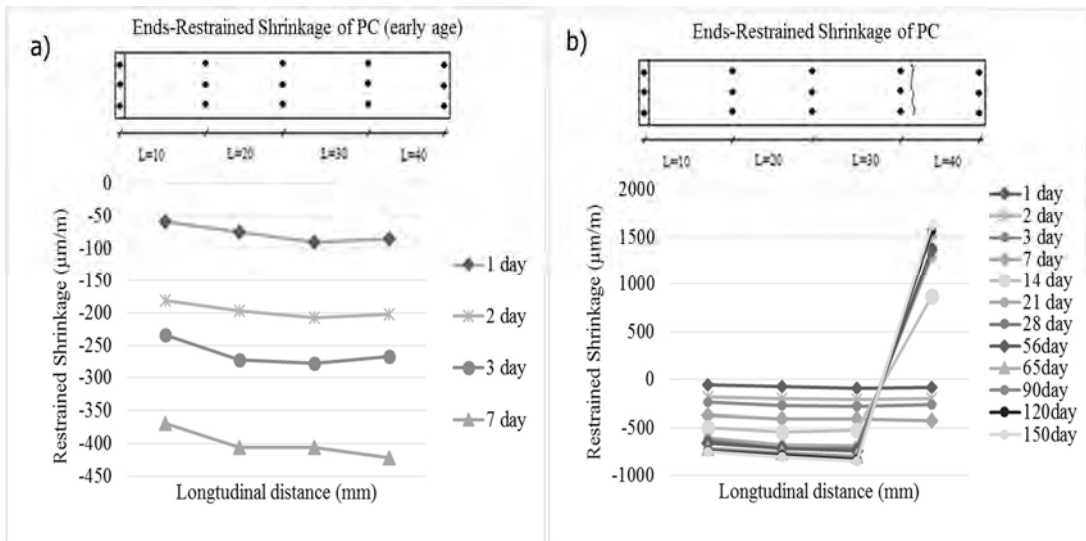 a)
Ends-Restrained Shrinkage of PC (early age)
L=10
L=20
L=30
L=40
0
-50
-100
-150
-200
-250
-300
-350
-400
-450
Restrained Shrinkage (µm/m)
Longtudinal distance (mm)
1 day
2 day
3 day
7 day
b)
Ends-Restrained Shrinkage of PC
L=10
L=20
L=30
L=40
2000
1500
1000
500
0
-500
-1000
Restrained Shrinkage (µm/m)
Longtudinal distance (mm)
1 day
2 day
3 day
7 day
14 day
21 day
28 day
56day
65day
90day
120day
150day